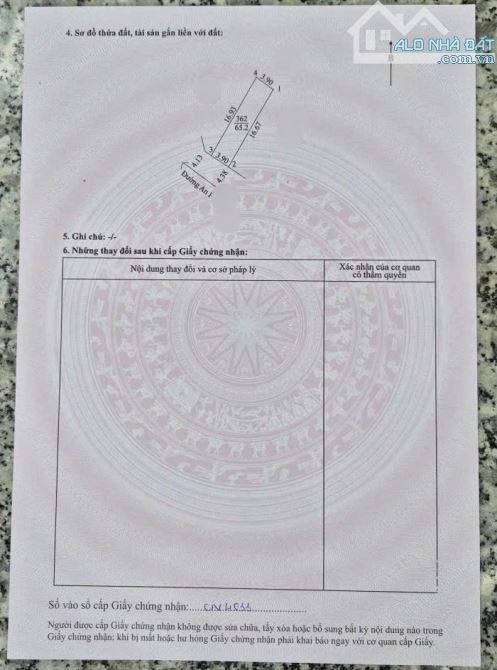 ALO NHÀ ĐẤT
.com.vn
4. Sơ đồ thửa đất, tài sản gắn liền với đất:
B
4 3.90 1
16.93
362
65.2
16.67
3 3.90 2
4.13
4.38
Đường An
5. Ghi chú: -/-
6. Những thay đổi sau khi cấp Giấy chứng nhận:
Nội dung thay đổi và cơ sở pháp lý
Xác nhận của cơ quan
có thẩm quyền
Số vào sổ cấp Giấy chứng nhận:
Người được cấp Giấy chứng nhận không được sửa chữa, tẩy xóa hoặc bổ sung bất kỳ nội dung nào trong
Giấy chứng nhận; khi bị mất hoặc hư hỏng Giấy chứng nhận phải khai báo ngay với cơ quan cấp Giấy.